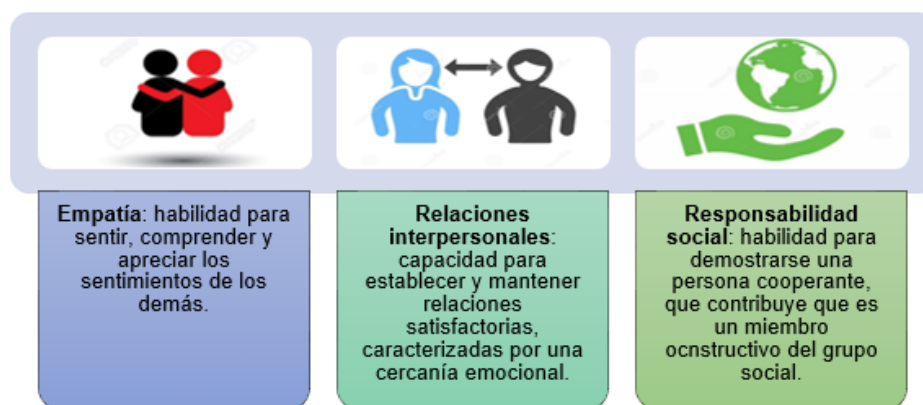 Empatía: habilidad para
sentir, comprender y
apreciar los
sentimientos de los
demás.
Relaciones
interpersonales:
capacidad para
establecer y mantener
relaciones
satisfactorias,
caracterizadas por una
cercanía emocional.
Responsabilidad
social: habilidad para
demostrarse una
persona cooperante,
que contribuye que es
un miembro
ocnstructivo del grupo
social.